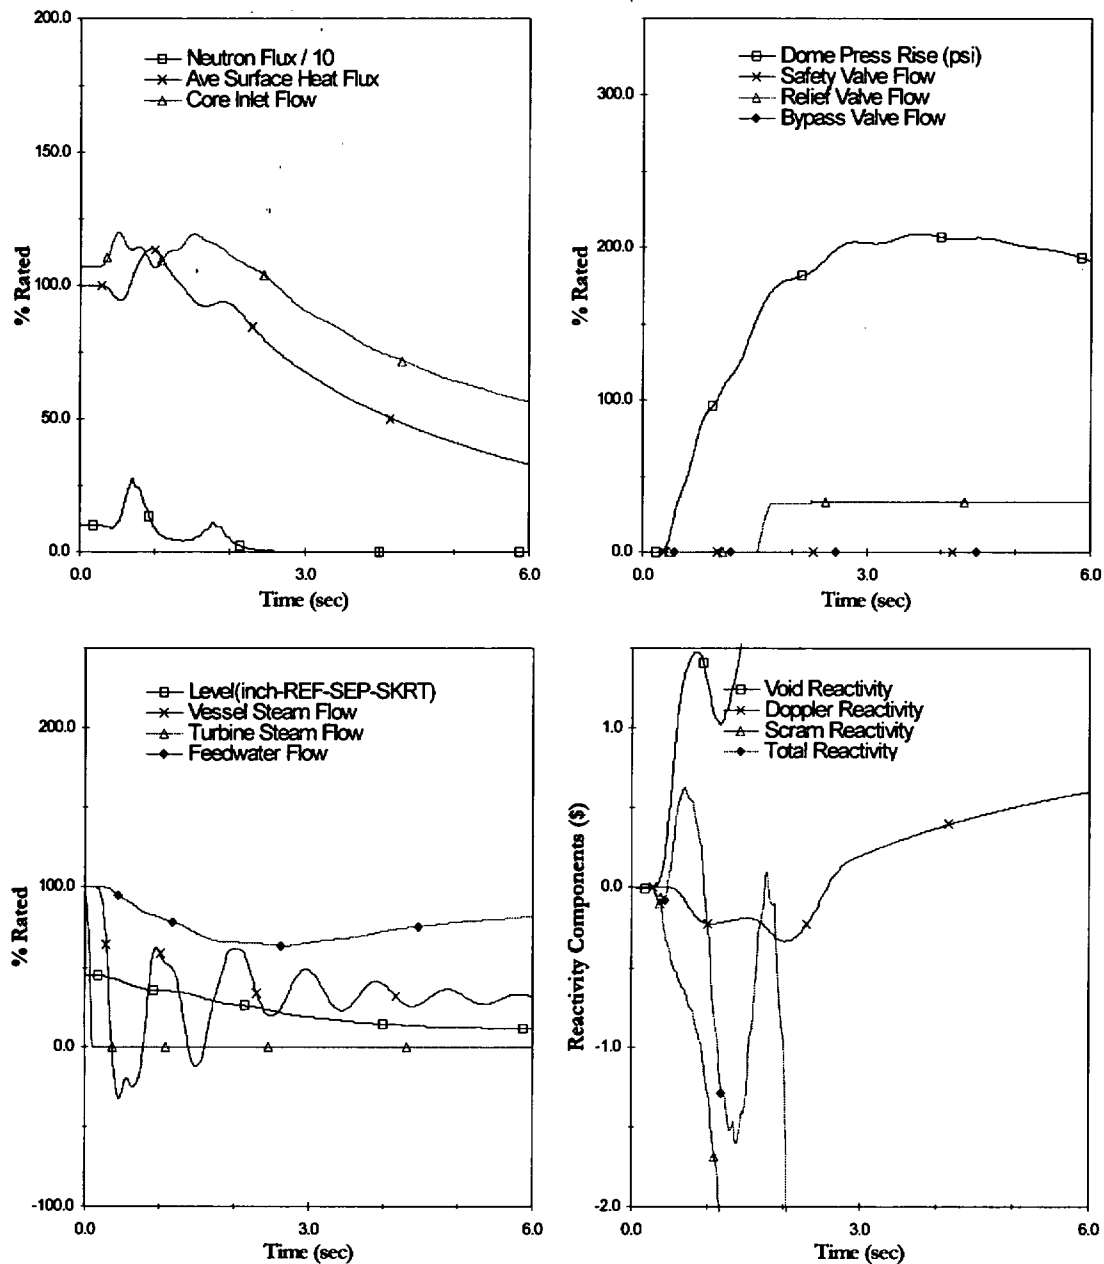 200.0
Neutron Flux / 10
Ave Surface Heat Flux
Core Inlet Flow
150.0
100.0
50.0
0.0
% Rated
0.0 3.0 6.0
Time (sec)
Dome Press Rise (psi)
Safety Valve Flow
Relief Valve Flow
Bypass Valve Flow
300.0
200.0
100.0
0.0
% Rated
0.0 3.0 6.0
Time (sec)
Level(inch-REF-SEP-SKRT)
Vessel Steam Flow
Turbine Steam Flow
Feedwater Flow
200.0
100.0
0.0
-100.0
% Rated
0.0 3.0 6.0
Time (sec)
Void Reactivity
Doppler Reactivity
Scram Reactivity
Total Reactivity
1.0
0.0
-1.0
-2.0
Reactivity Components ($)
0.0 3.0 6.0
Time (sec)